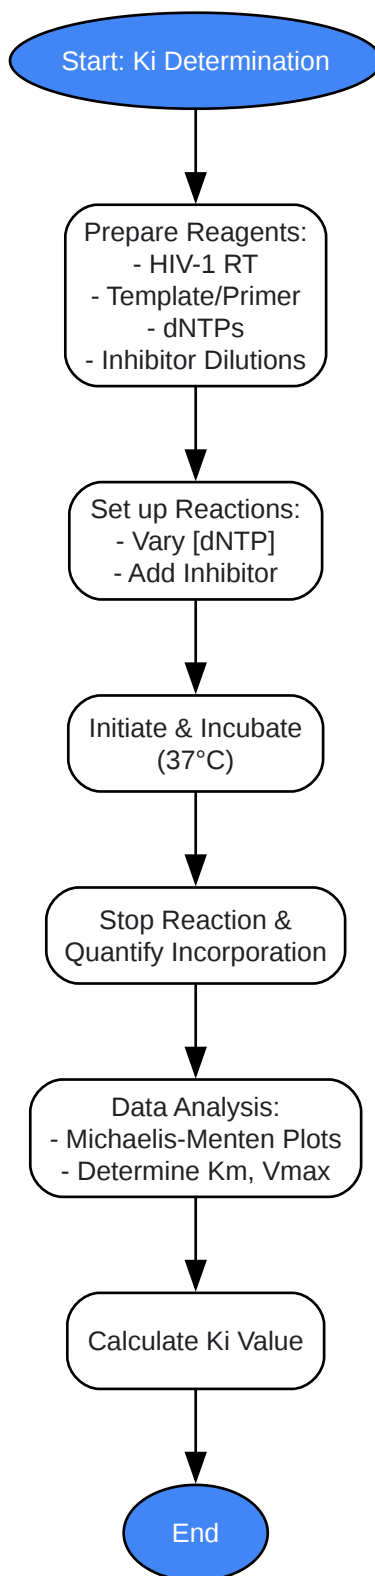 Start: Ki Determination
Prepare Reagents:
- HIV-1 RT
- Template/Primer
- dNTPs
- Inhibitor Dilutions
Set up Reactions:
- Vary [dNTP]
- Add Inhibitor
Initiate & Incubate
(37°C)
Stop Reaction &
Quantify Incorporation
Data Analysis:
- Michaelis-Menten Plots
- Determine Km, Vmax
Calculate Ki Value
End